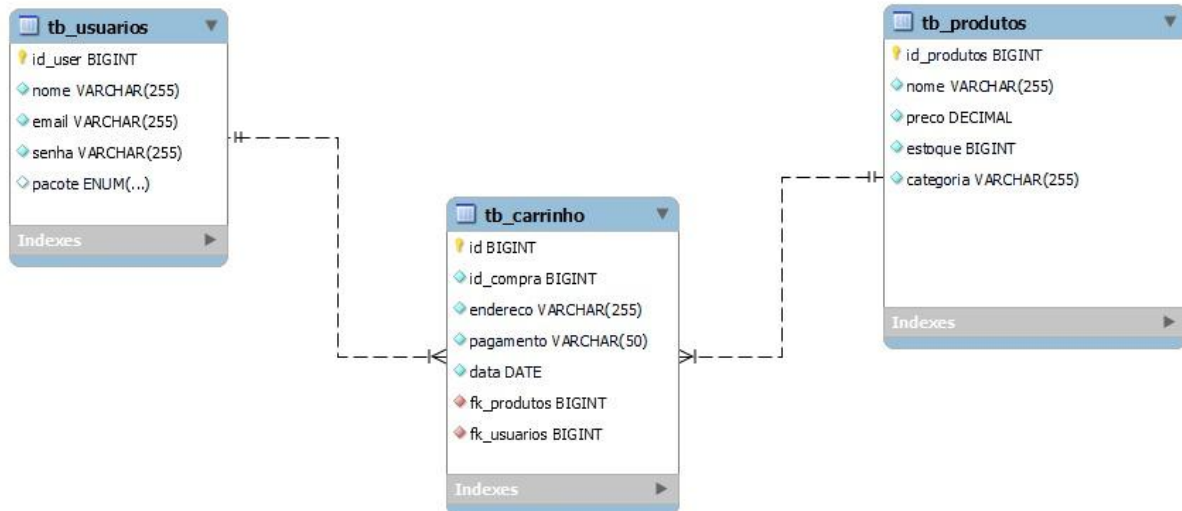 tb_usuarios
id_user BIGINT
nome VARCHAR(255)
email VARCHAR(255)
senha VARCHAR(255)
pacote ENUM(...)
Indexes
tb_carrinho
id BIGINT
id_compra BIGINT
endereco VARCHAR(255)
pagamento VARCHAR(50)
data DATE
fk_produtos BIGINT
fk_usuarios BIGINT
Indexes
tb_produtos
id_produtos BIGINT
nome VARCHAR(255)
preco DECIMAL
estoque BIGINT
categoria VARCHAR(255)
Indexes